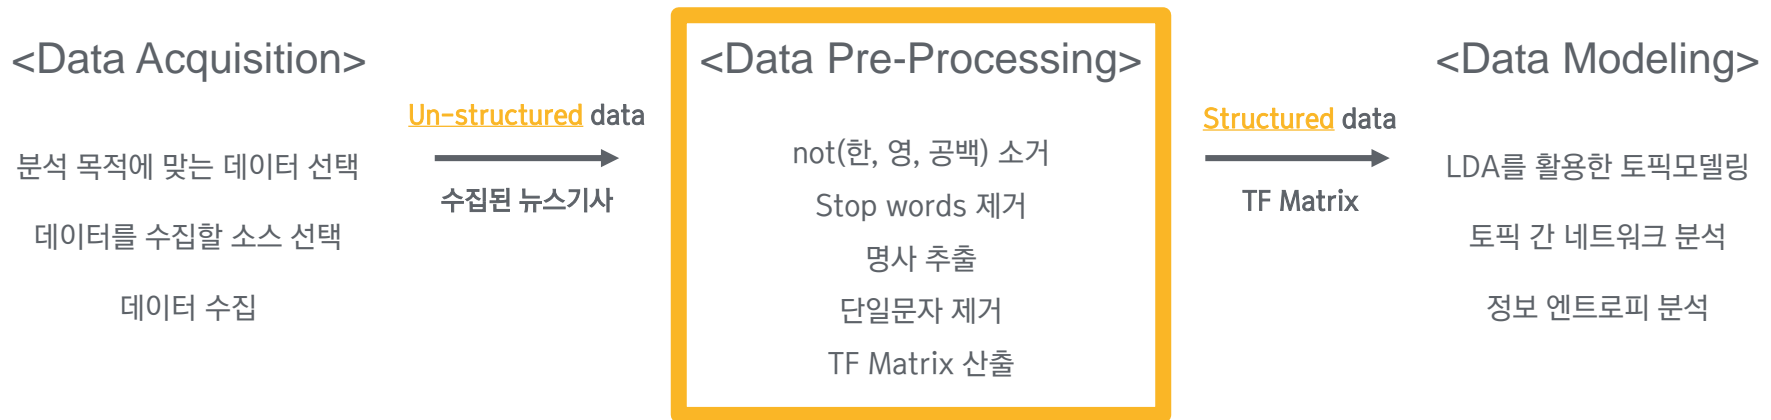 <Data Acquisition>
분석 목적에 맞는 데이터 선택
데이터를 수집할 소스 선택
데이터 수집
Un-structured data
수집된 뉴스기사
<Data Pre-Processing>
not(한, 영, 공백) 소거
Stop words 제거
명사 추출
단일문자 제거
TF Matrix 산출
Structured data
TF Matrix
<Data Modeling>
LDA를 활용한 토픽모델링
토픽 간 네트워크 분석
정보 엔트로피 분석